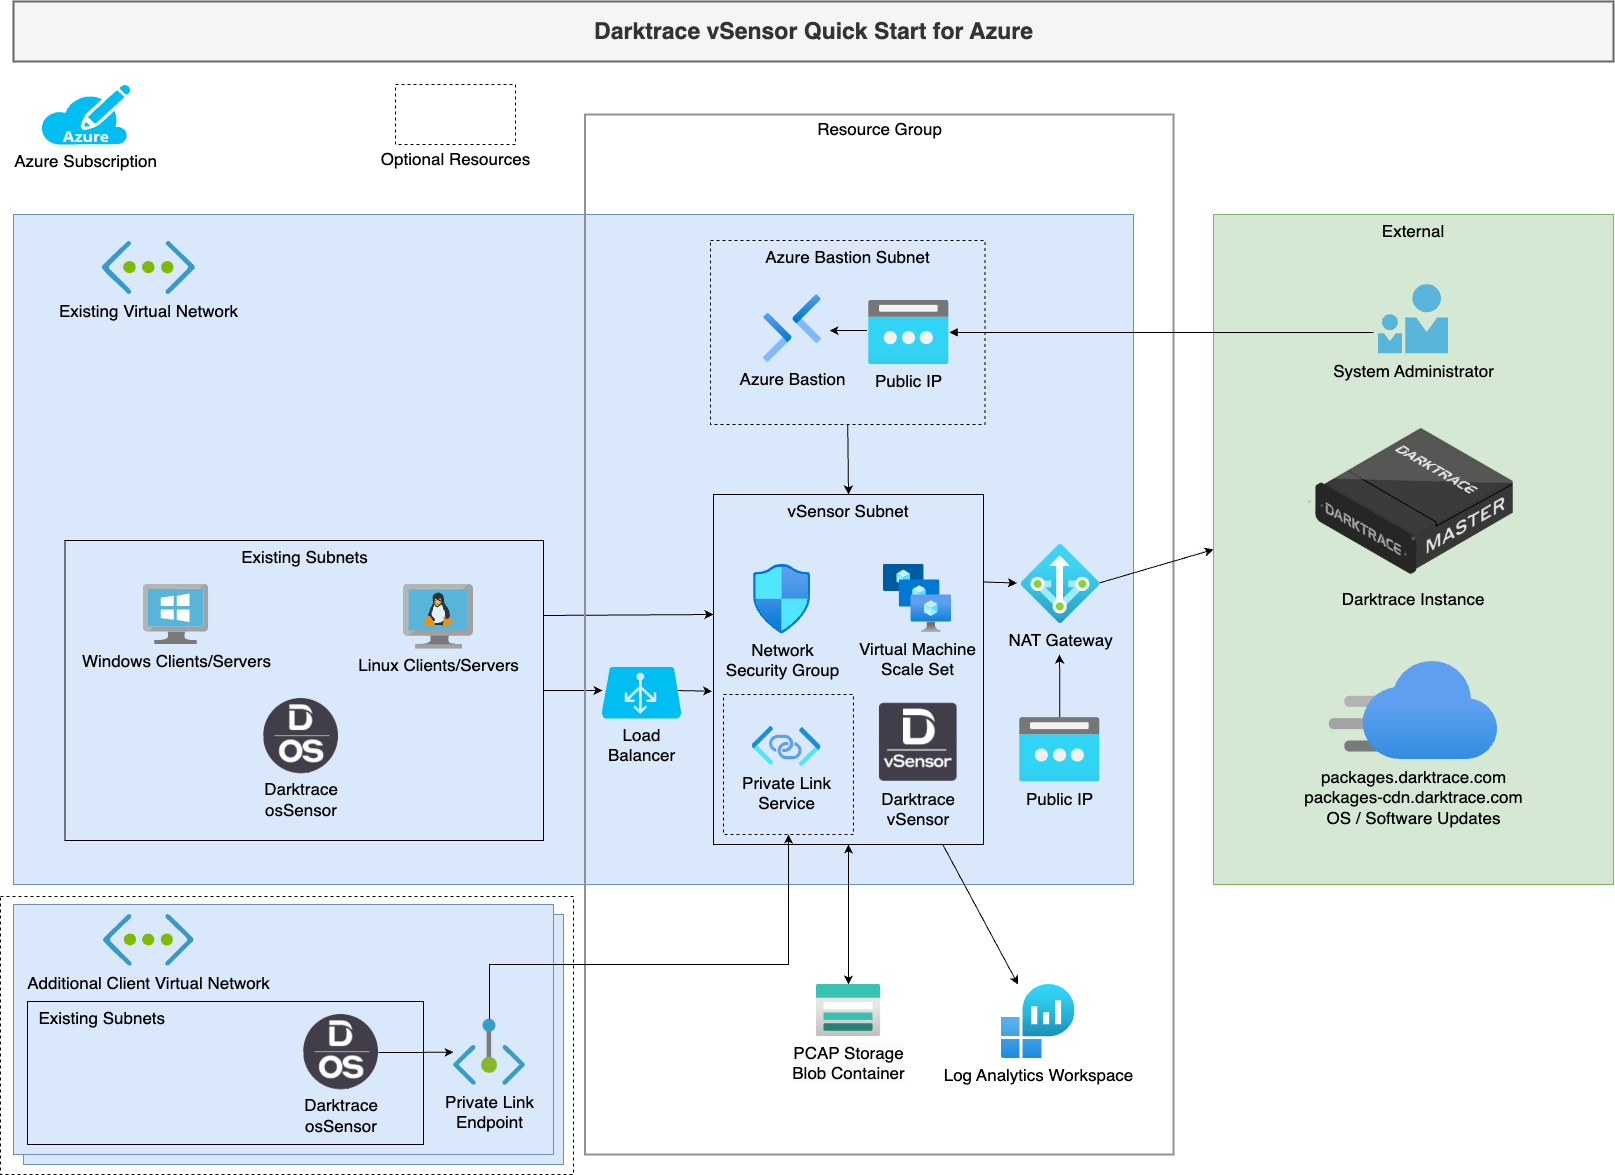 Darktrace vSensor Quick Start for Azure
Azure
Azure Subscription
Optional Resources
Resource Group
Existing Virtual Network
Azure Bastion Subnet
Azure Bastion
Public IP
External
System Administrator
DARKTRACE
DARKTRACE
MASTER
Darktrace Instance
packages.darktrace.com
packages-cdn.darktrace.com
OS / Software Updates
Existing Subnets
Windows Clients/Servers
Linux Clients/Servers
D
OS
Darktrace
osSensor
Load
Balancer
vSensor Subnet
Network
Security Group
Virtual Machine
Scale Set
Private Link
Service
D
vSensor
Darktrace
vSensor
NAT Gateway
Public IP
Additional Client Virtual Network
Existing Subnets
D
OS
Darktrace
osSensor
Private Link
Endpoint
PCAP Storage
Blob Container
Log Analytics Workspace